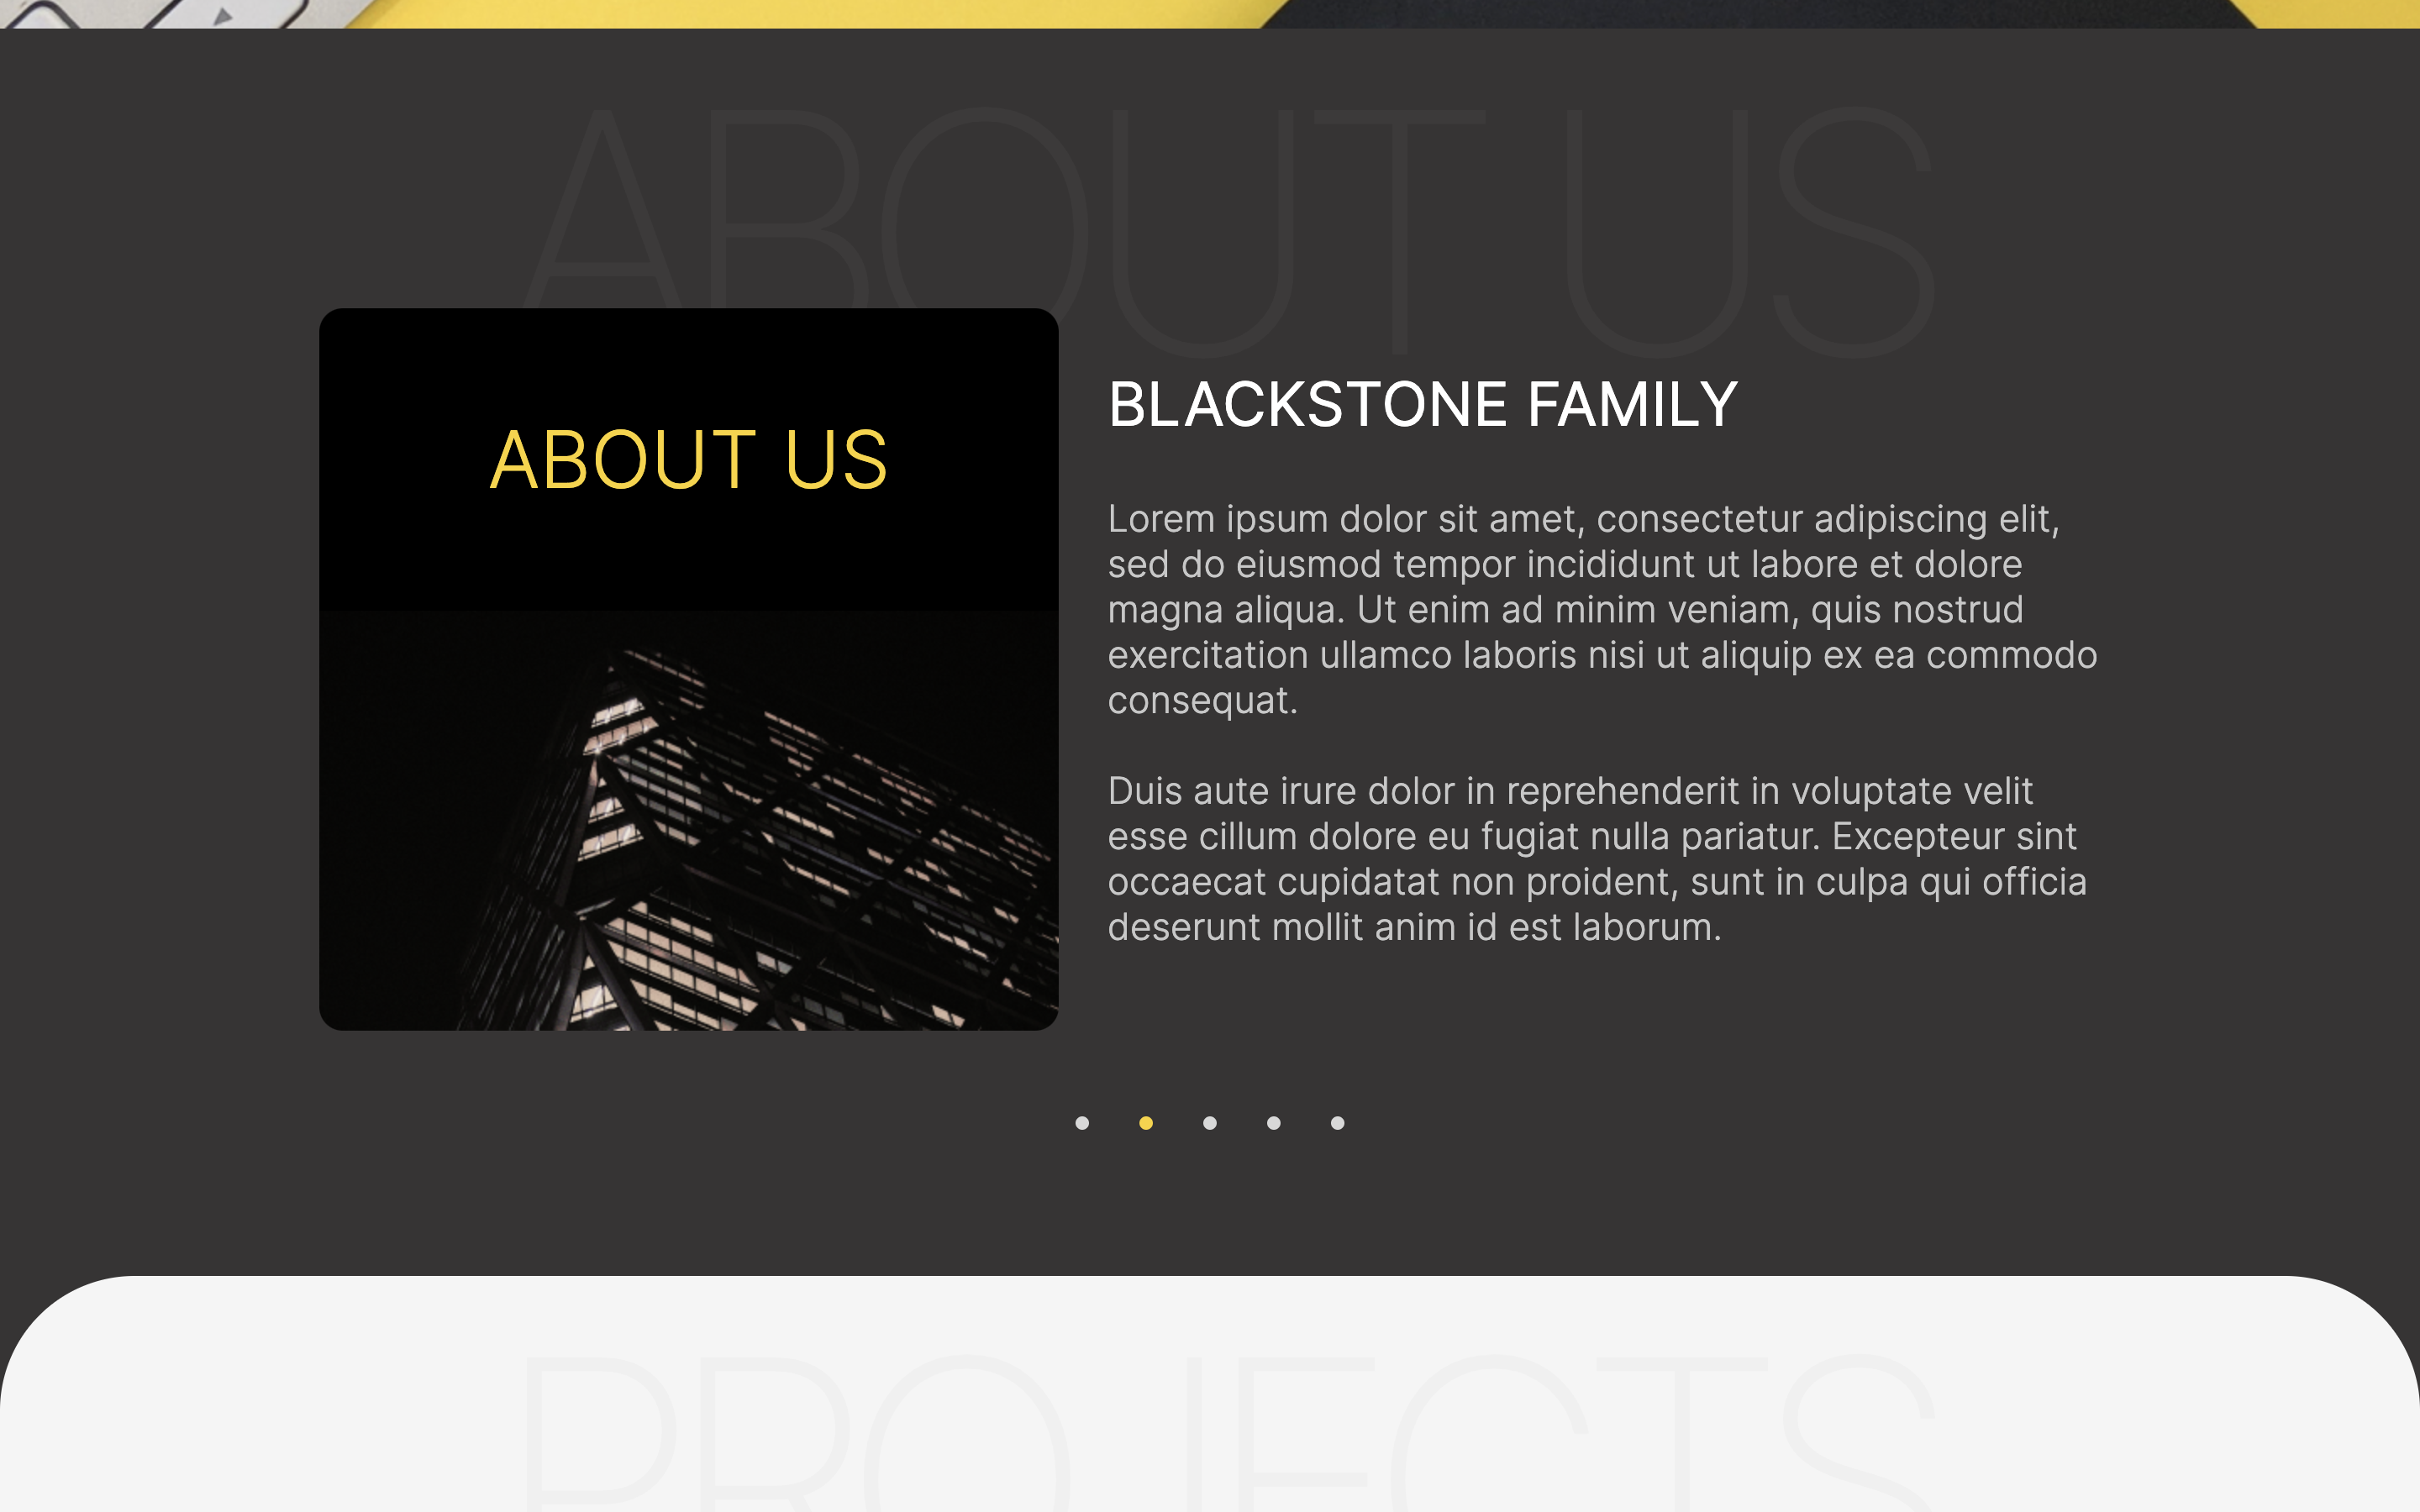 ABOUT US
ABOUT US
BLACKSTONE FAMILY
Lorem ipsum dolor sit amet, consectetur adipiscing elit,
sed do eiusmod tempor incididunt ut labore et dolore
magna aliqua. Ut enim ad minim veniam, quis nostrud
exercitation ullamco laboris nisi ut aliquip ex ea commodo
consequat.
Duis aute irure dolor in reprehenderit in voluptate velit
esse cillum dolore eu fugiat nulla pariatur. Excepteur sint
occaecat cupidatat non proident, sunt in culpa qui officia
deserunt mollit anim id est laborum.
PROJECTS